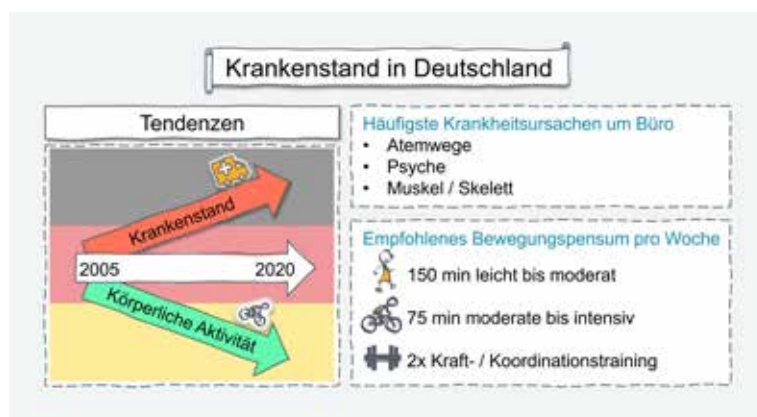 Krankenstand in Deutschland
Tendenzen
Krankenstand
2005 2020
Körperliche Aktivität
Häufigste Krankheitsursachen um Büro
• Atemwege
• Psyche
• Muskel / Skelett
Empfohlenes Bewegungspensum pro Woche
150 min leicht bis moderat
75 min moderate bis intensiv
2x Kraft- / Koordinationstraining